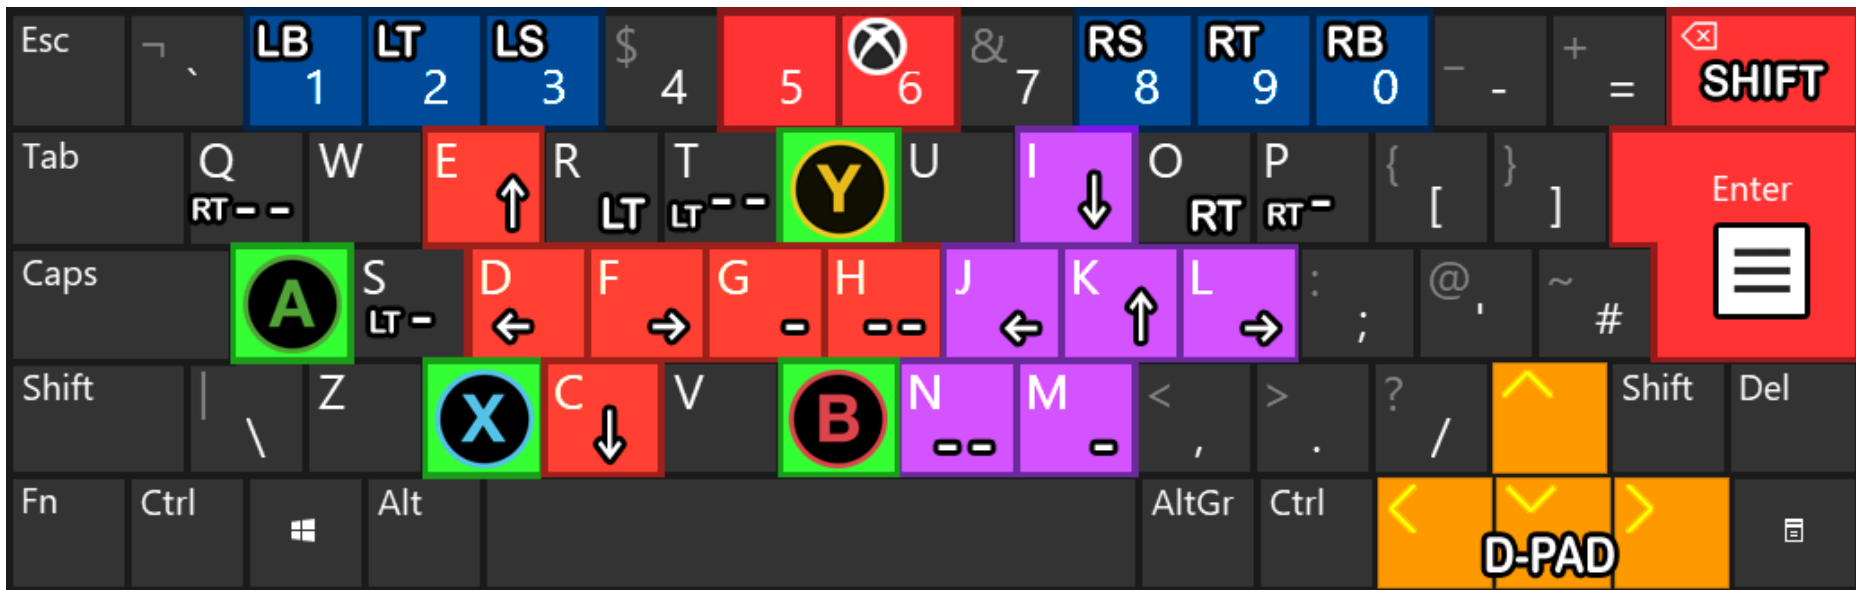 Esc ¬ ` LB 1 LT 2 LS 3 $ 4 5 6 & 7 RS 8 RT 9 RB 0 _ - + = SHIFT
Tab Q RT-- W E ↑ R LT T LT-- Y U I ↓ O RT P RT- { [ } ] Enter
Caps A S LT- D ← F → G - H -- J ← K ↑ L → : ; @ ' ~ #
Shift | \ Z X C ↓ V B N -- M - < , > . ? / Shift Del
Fn Ctrl Alt AltGr Ctrl D-PAD